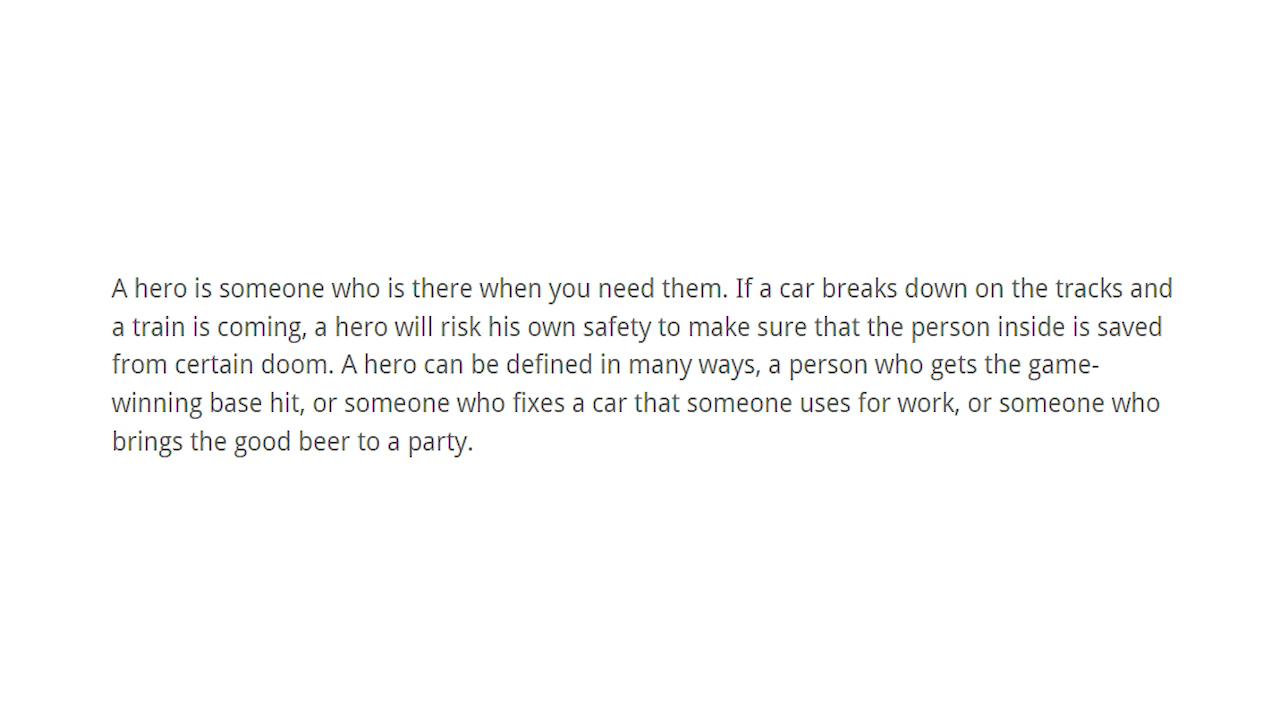 A hero is someone who is there when you need them. If a car breaks down on the tracks and
a train is coming, a hero will risk his own safety to make sure that the person inside is saved
from certain doom. A hero can be defined in many ways, a person who gets the game-
winning base hit, or someone who fixes a car that someone uses for work, or someone who
brings the good beer to a party.